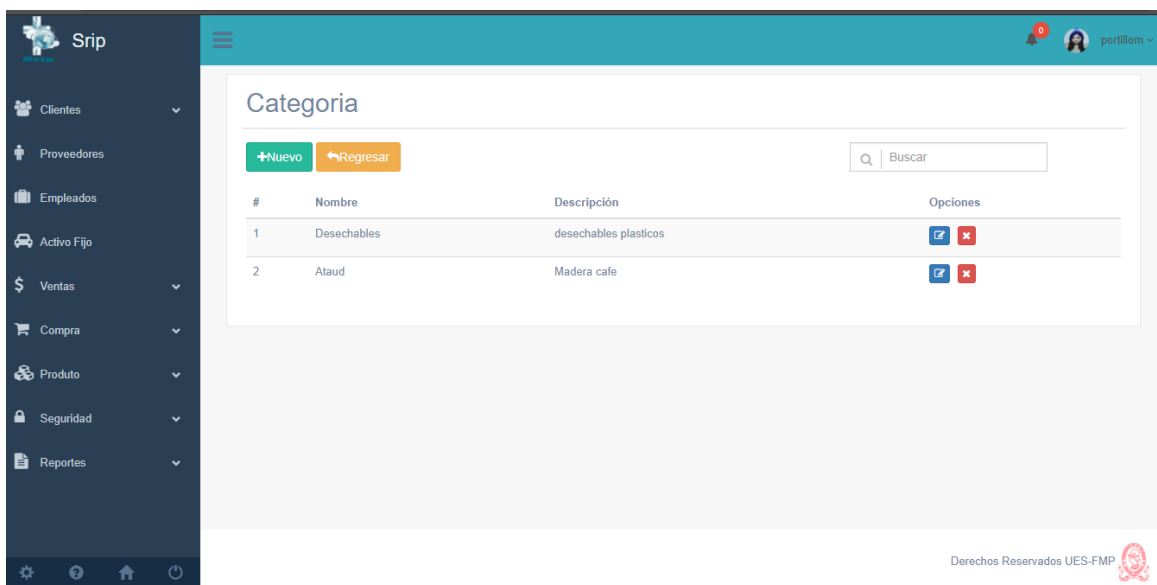 Srip
0
portillom
Clientes
Proveedores
Empleados
Activo Fijo
Ventas
Compra
Produto
Seguridad
Reportes
Categoria
Nuevo
Regresar
Buscar
# Nombre Descripción Opciones
1 Desechables desechables plasticos
2 Ataud Madera cafe
Derechos Reservados UES-FMP